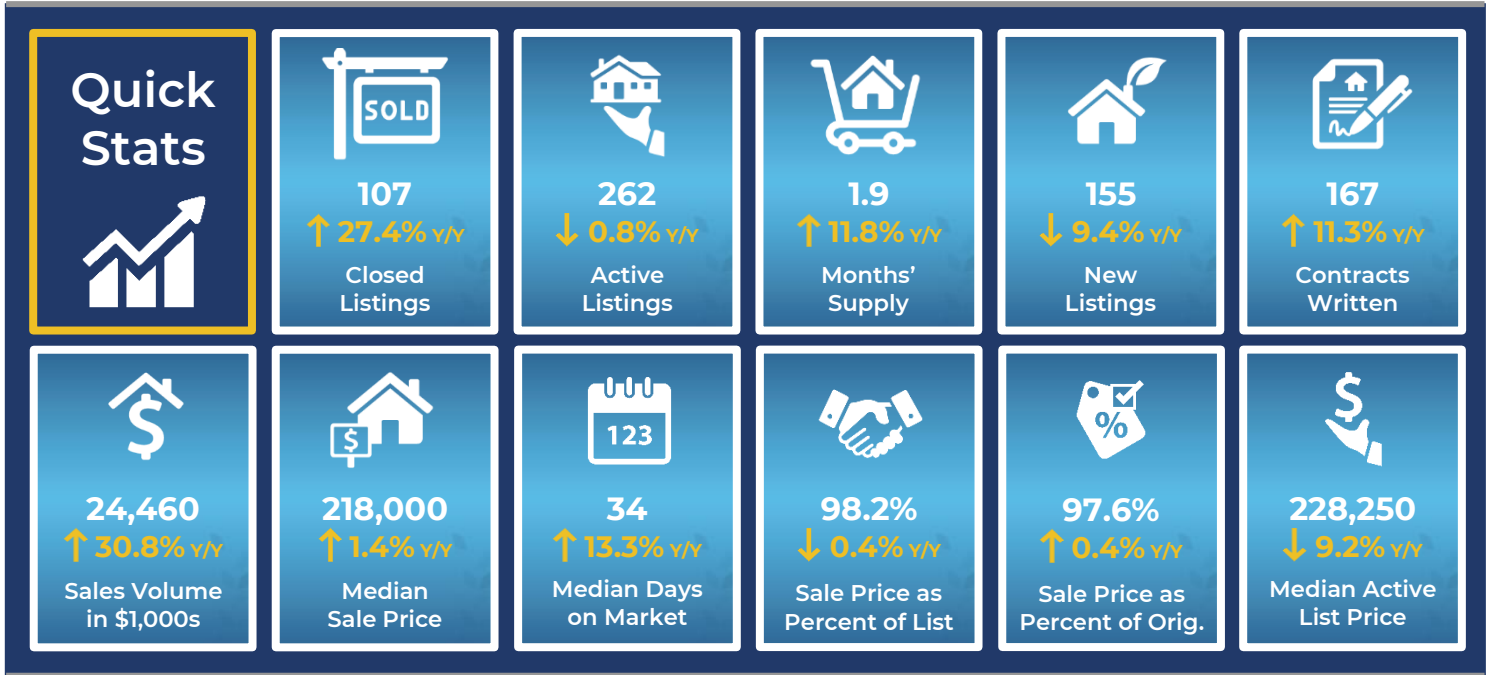 Quick
Stats
SOLD
107
↑ 27.4% Y/Y
Closed
Listings
262
↓ 0.8% Y/Y
Active
Listings
1.9
↑ 11.8% Y/Y
Months’
Supply
155
↓ 9.4% Y/Y
New
Listings
167
↑ 11.3% Y/Y
Contracts
Written
$
24,460
↑ 30.8% Y/Y
Sales Volume
in $1,000s
$
218,000
↑ 1.4% Y/Y
Median
Sale Price
123
34
↑ 13.3% Y/Y
Median Days
on Market
98.2%
↓ 0.4% Y/Y
Sale Price as
Percent of List
%
97.6%
↑ 0.4% Y/Y
Sale Price as
Percent of Orig.
$
228,250
↓ 9.2% Y/Y
Median Active
List Price